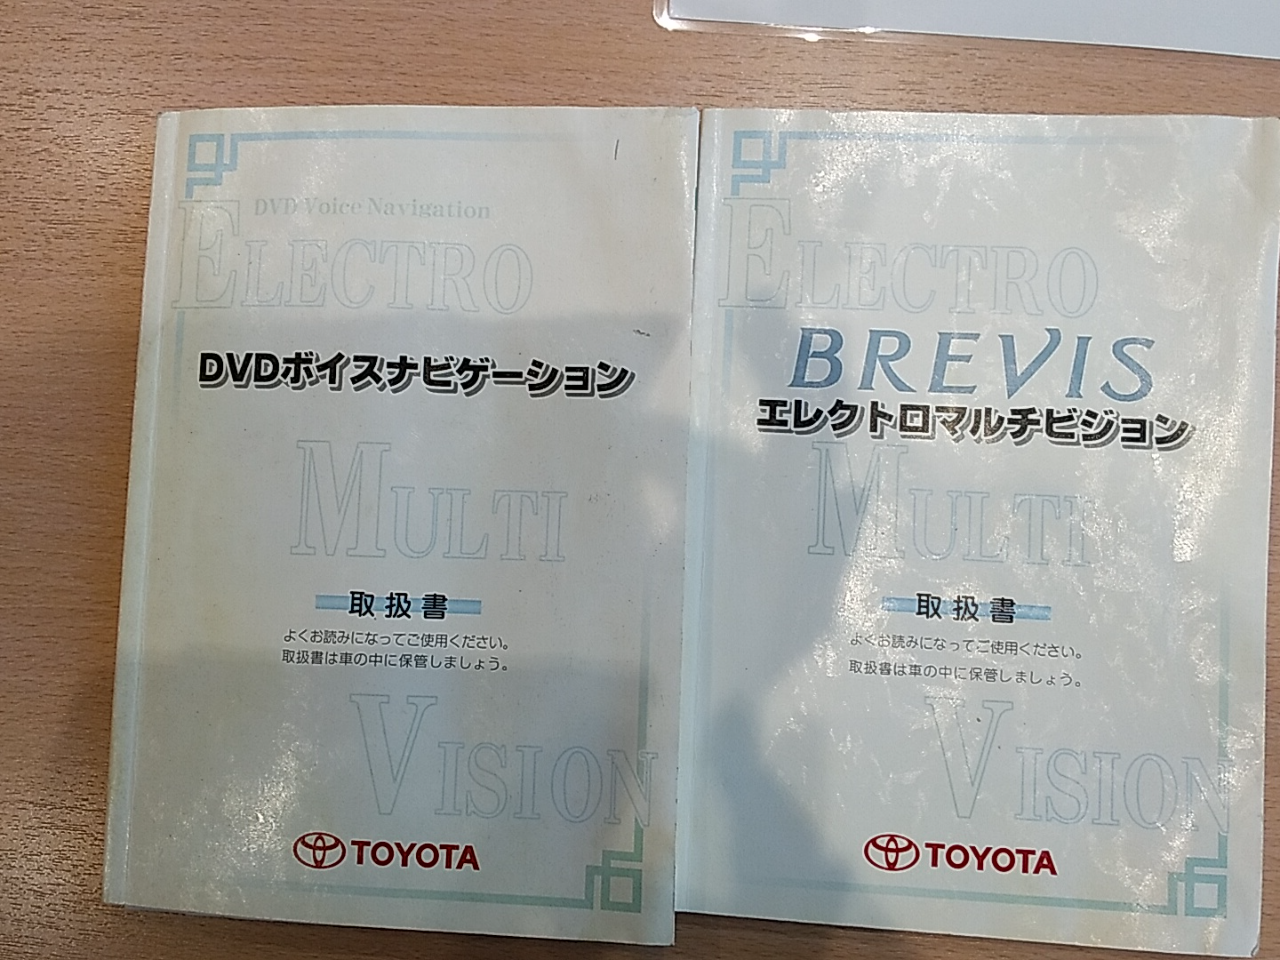 DVD Voice Navigation
ELECTRO
DVDボイスナビゲーション
MULTI
取扱書
よくお読みになってご使用ください。
取扱書は車の中に保管しましょう。
VISION
TOYOTA
ELECTRO
BREVIS
エレクトロマルチビジョン
MULTI
取扱書
よくお読みになってご使用ください。
取扱書は車の中に保管しましょう。
VISION
TOYOTA